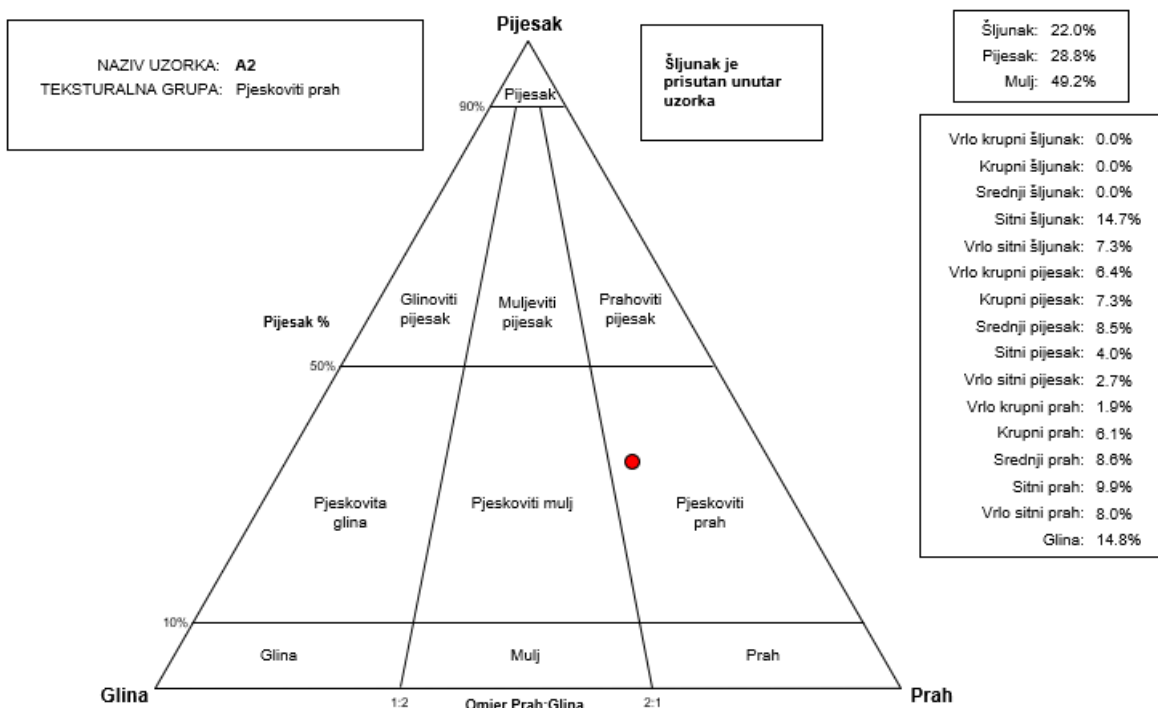 Pijesak
NAZIV UZORKA: A2
TEKSTURALNA GRUPA: Pjeskoviti prah
Šljunak je
prisutan unutar
uzorka
Šljunak: 22.0%
Pijesak: 28.8%
Mulj: 49.2%
Pijesak
90%
Vrlo krupni šljunak: 0.0%
Krupni šljunak: 0.0%
Srednji šljunak: 0.0%
Sitni šljunak: 14.7%
Vrlo sitni šljunak: 7.3%
Vrlo krupni pijesak: 6.4%
Krupni pijesak: 7.3%
Srednji pijesak: 8.5%
Sitni pijesak: 4.0%
Vrlo sitni pijesak: 2.7%
Vrlo krupni prah: 1.9%
Krupni prah: 6.1%
Srednji prah: 8.6%
Sitni prah: 9.9%
Vrlo sitni prah: 8.0%
Glina: 14.8%
Glinoviti
pijesak
Muljeviti
pijesak
Prahoviti
pijesak
Pijesak %
50%
Pjeskovita
glina
Pjeskoviti mulj
Pjeskoviti
prah
10%
Glina
Mulj
Prah
Glina
1:2
Omjer Prah:Glina
2:1
Prah